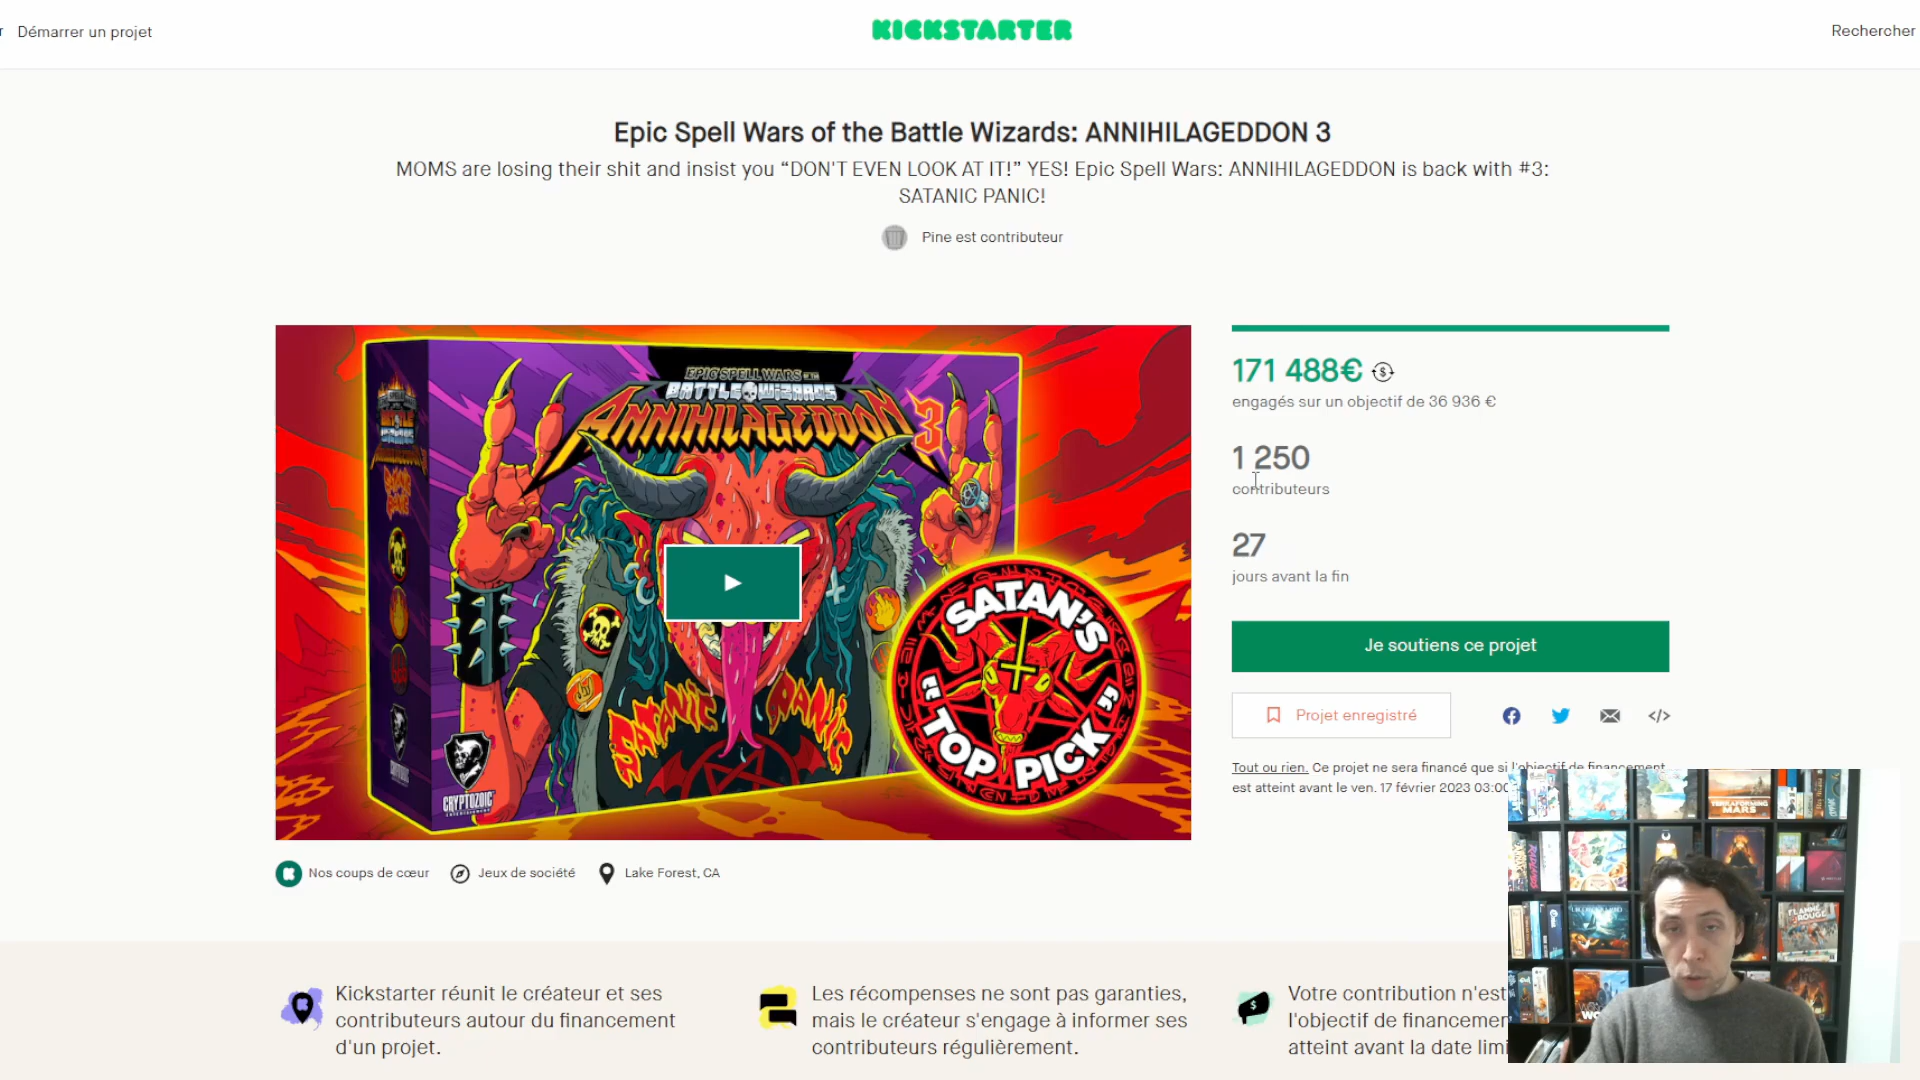 Démarrer un projet
KICKSTARTER
Rechercher
Epic Spell Wars of the Battle Wizards: ANNIHILAGEDDON 3
MOMS are losing their shit and insist you “DON'T EVEN LOOK AT IT!” YES! Epic Spell Wars: ANNIHILAGEDDON is back with #3:
SATANIC PANIC!
Pine est contributeur
EPIC SPELL WARS OF THE
BATTLE WIZARDS
ANNIHILAGEDDON
3
SATANIC PANIC
SATAN'S
"TOP PICK"
CRYPTOZOIC
ENTERTAINMENT
171 488€
engagés sur un objectif de 36 936 €
1 250
contributeurs
27
jours avant la fin
Je soutiens ce projet
Projet enregistré
</>
Tout ou rien. Ce projet ne sera financé que si l'objectif de financement
est atteint avant le ven. 17 février 2023 03:00
Nos coups de cœur
Jeux de société
Lake Forest, CA
Kickstarter réunit le créateur et ses
contributeurs autour du financement
d'un projet.
Les récompenses ne sont pas garanties,
mais le créateur s'engage à informer ses
contributeurs régulièrement.
Votre contribution n'est
l'objectif de financemen
atteint avant la date limi
TERRAFORMING
MARS
FLAMME
ROUGE